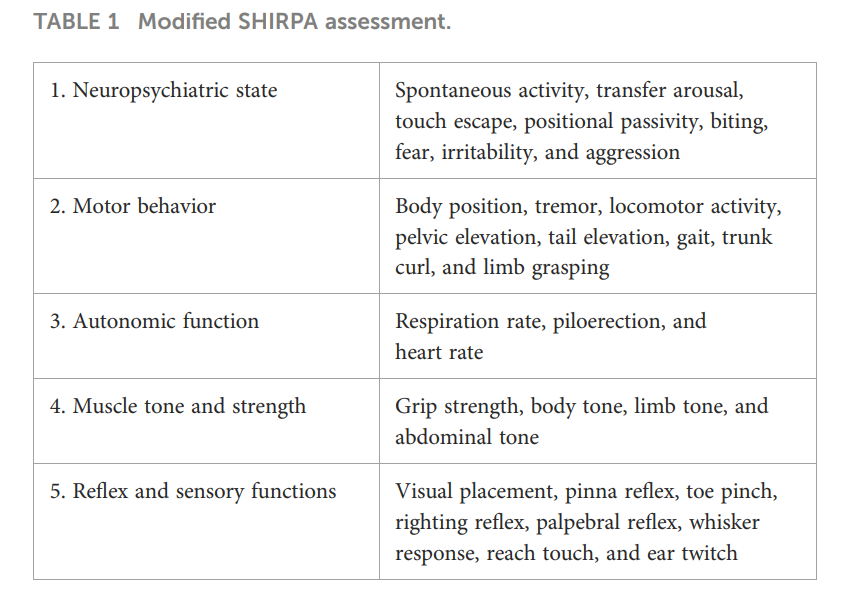 TABLE 1 Modified SHIRPA assessment.
1. Neuropsychiatric state
Spontaneous activity, transfer arousal,
touch escape, positional passivity, biting,
fear, irritability, and aggression
2. Motor behavior
Body position, tremor, locomotor activity,
pelvic elevation, tail elevation, gait, trunk
curl, and limb grasping
3. Autonomic function
Respiration rate, piloerection, and
heart rate
4. Muscle tone and strength
Grip strength, body tone, limb tone, and
abdominal tone
5. Reflex and sensory functions
Visual placement, pinna reflex, toe pinch,
righting reflex, palpebral reflex, whisker
response, reach touch, and ear twitch